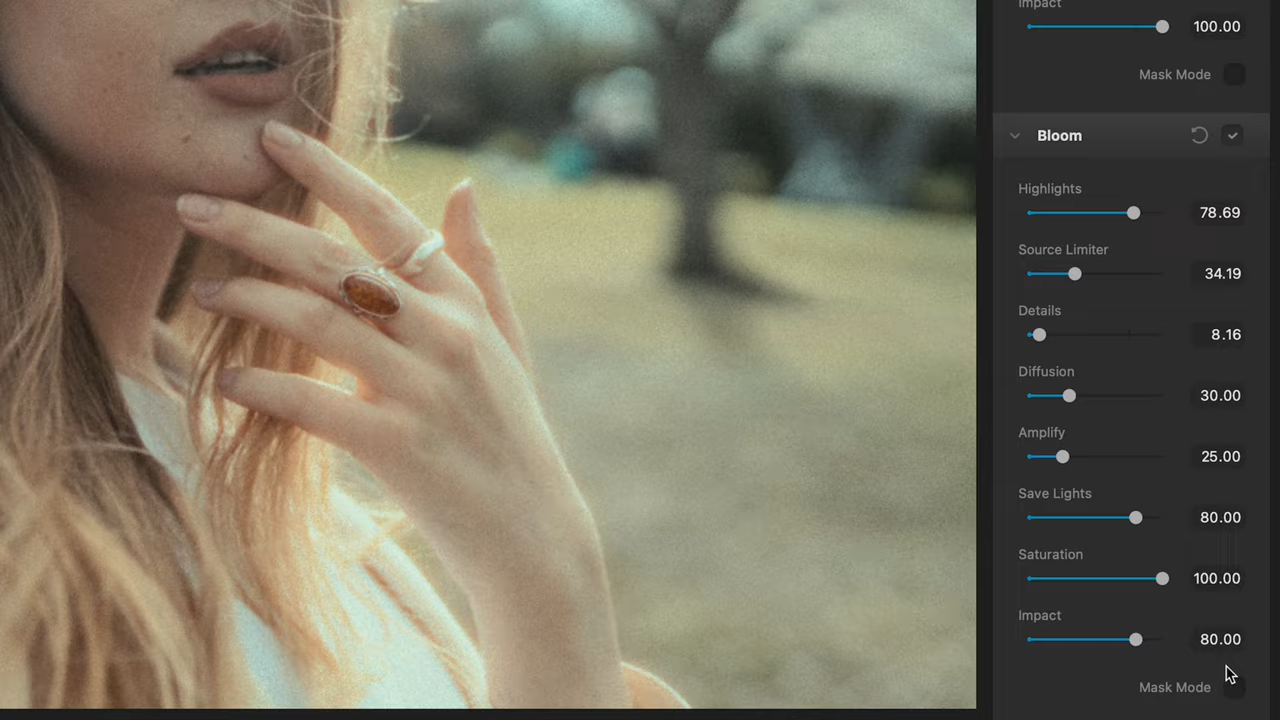 Impact
100.00
Mask Mode
Bloom
Highlights
78.69
Source Limiter
34.19
Details
8.16
Diffusion
30.00
Amplify
25.00
Save Lights
80.00
Saturation
100.00
Impact
80.00
Mask Mode